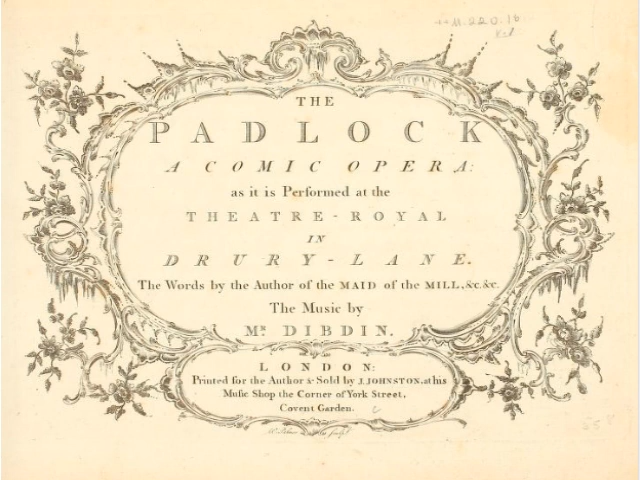 M.220.16
THE
PADLOCK
A COMIC OPERA:
as it is Performed at the
THEATRE-ROYAL
IN
DRURY-LANE.
The Words by the Author of the MAID of the MILL, &c. &c.
The Music by
Mr. DIBDIN.
LONDON:
Printed for the Author & Sold by J. JOHNSTON, at his
Music Shop the Corner of York Street,
Covent Garden.